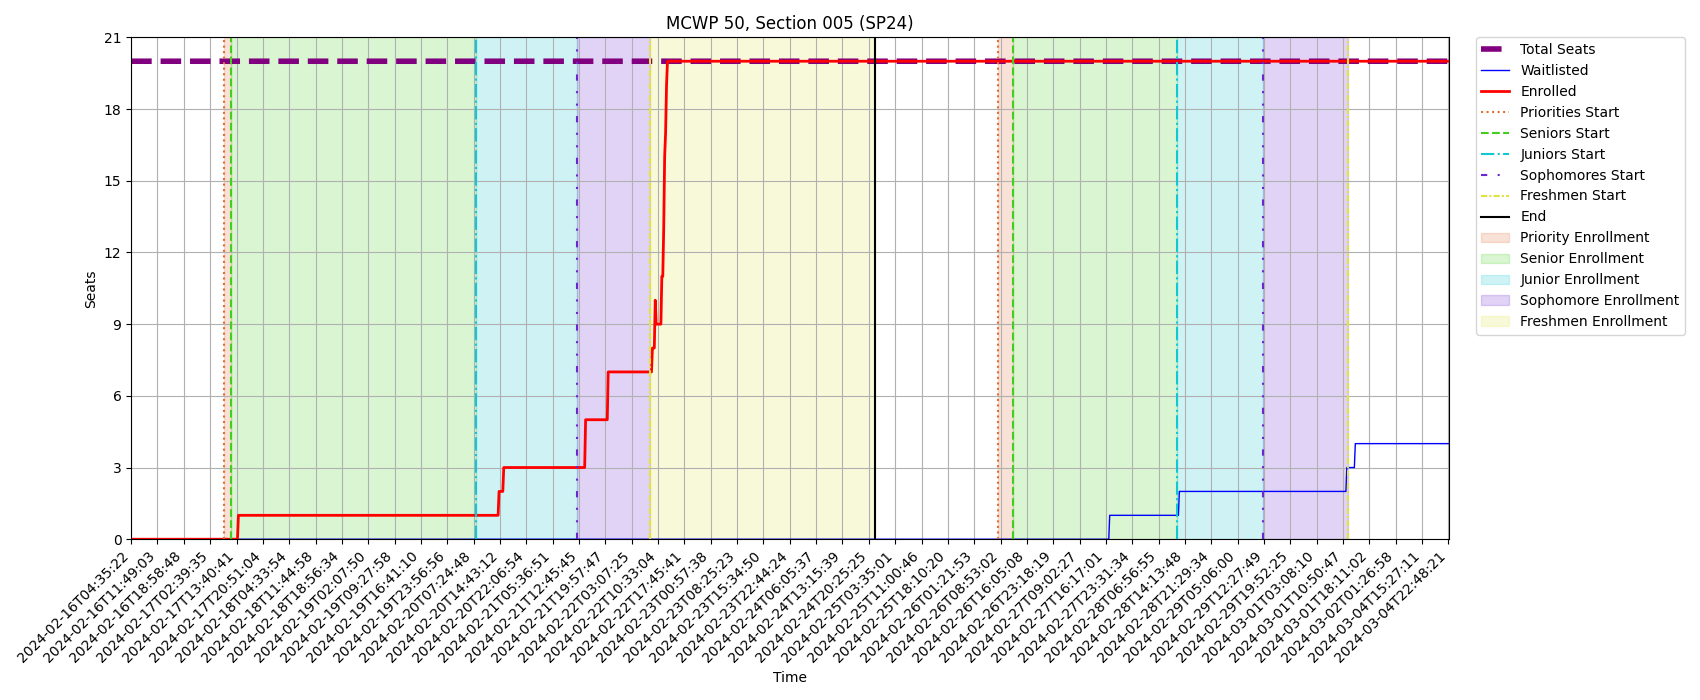 MCWP 50, Section 005 (SP24)
21
18
15
12
9
6
3
0
Seats
2024-02-16T04:35:22
2024-02-16T11:49:03
2024-02-16T18:58:48
2024-02-17T02:39:35
2024-02-17T13:40:41
2024-02-17T20:51:04
2024-02-18T04:33:54
2024-02-18T11:44:58
2024-02-18T18:56:34
2024-02-19T02:07:50
2024-02-19T09:27:58
2024-02-19T16:41:10
2024-02-19T23:56:56
2024-02-20T07:24:48
2024-02-20T14:43:12
2024-02-20T22:06:54
2024-02-21T05:36:51
2024-02-21T12:45:45
2024-02-21T19:57:47
2024-02-22T03:07:25
2024-02-22T10:33:04
2024-02-22T17:45:41
2024-02-23T00:57:38
2024-02-23T08:25:23
2024-02-23T15:34:50
2024-02-23T22:44:24
2024-02-24T06:05:37
2024-02-24T13:15:39
2024-02-24T20:25:25
2024-02-25T03:35:01
2024-02-25T11:00:46
2024-02-25T18:10:20
2024-02-26T01:21:53
2024-02-26T08:53:02
2024-02-26T16:05:08
2024-02-26T23:18:19
2024-02-27T09:02:27
2024-02-27T16:17:01
2024-02-27T23:31:34
2024-02-28T06:56:55
2024-02-28T14:13:48
2024-02-28T21:29:34
2024-02-29T05:06:00
2024-02-29T12:27:49
2024-02-29T19:52:25
2024-03-01T03:08:10
2024-03-01T10:50:47
2024-03-01T18:11:02
2024-03-02T01:26:58
2024-03-04T15:27:11
2024-03-04T22:48:21
Time
Total Seats
Waitlisted
Enrolled
Priorities Start
Seniors Start
Juniors Start
Sophomores Start
Freshmen Start
End
Priority Enrollment
Senior Enrollment
Junior Enrollment
Sophomore Enrollment
Freshmen Enrollment